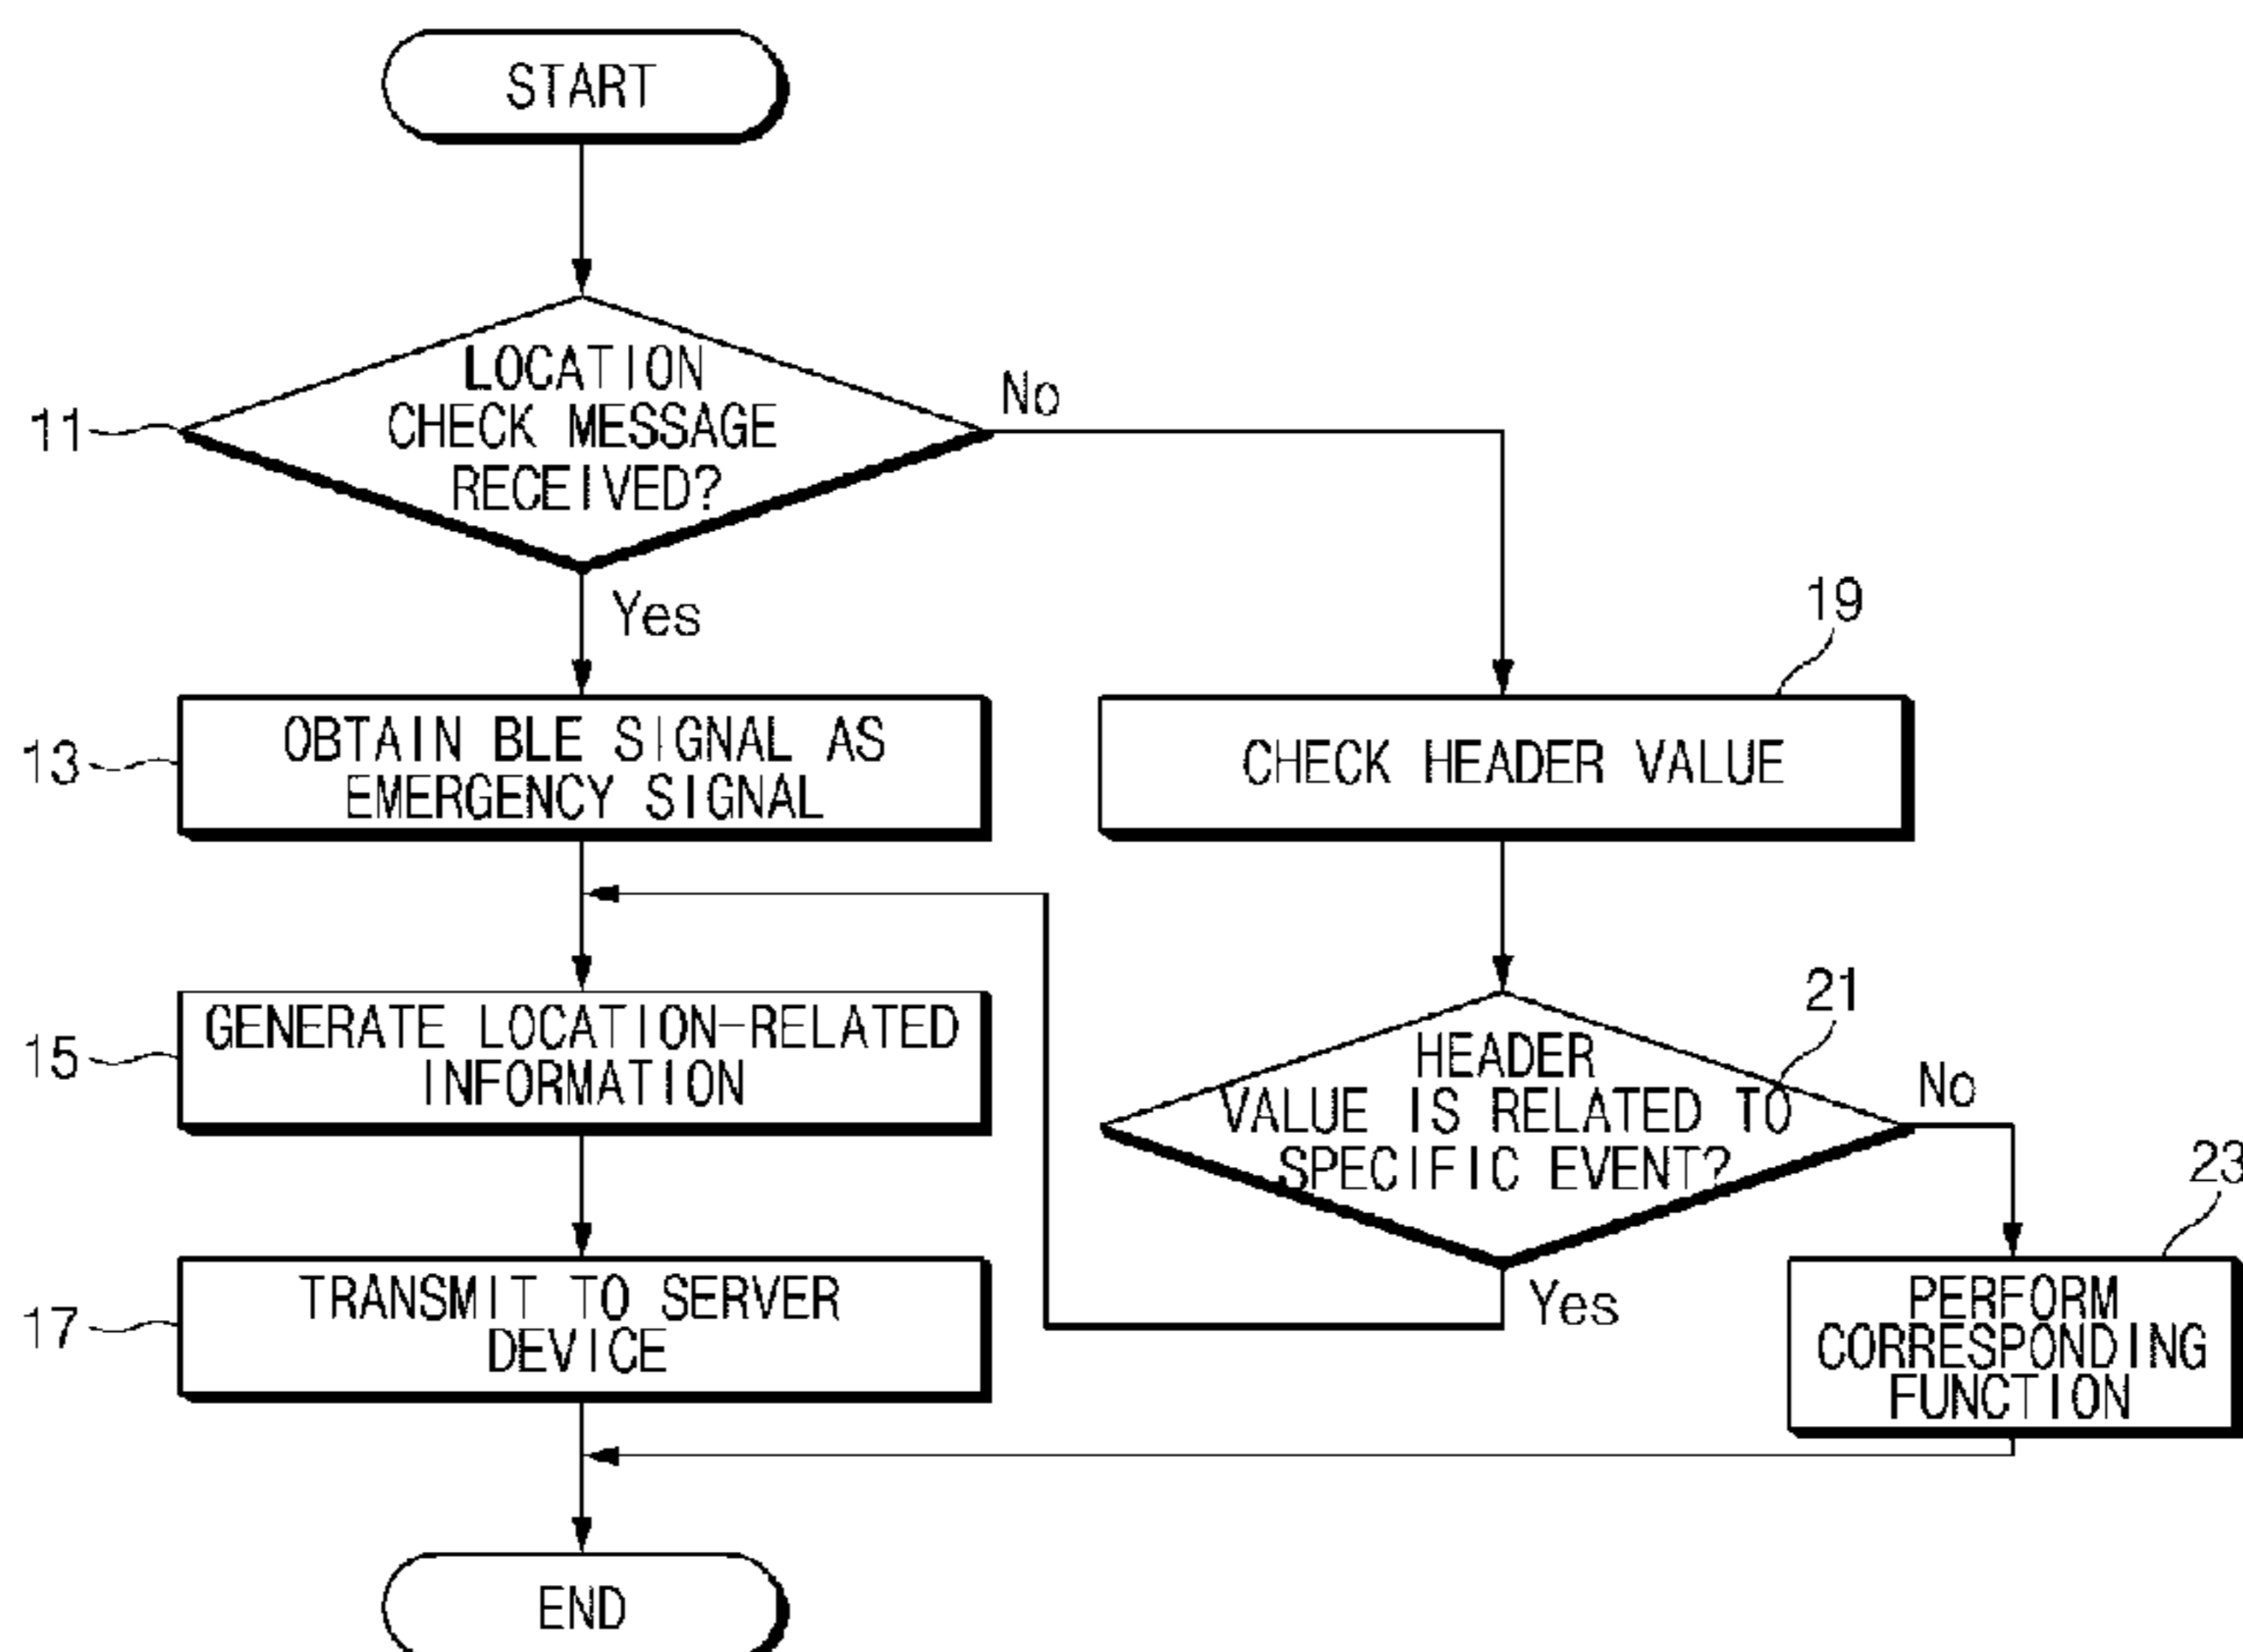 START
LOCATION
CHECK MESSAGE
RECEIVED?
11
No
Yes
19
13
OBTAIN BLE SIGNAL AS
EMERGENCY SIGNAL
CHECK HEADER VALUE
15
GENERATE LOCATION-RELATED
INFORMATION
21
HEADER
VALUE IS RELATED TO
SPECIFIC EVENT?
No
Yes
23
17
TRANSMIT TO SERVER
DEVICE
PERFORM
CORRESPONDING
FUNCTION
END